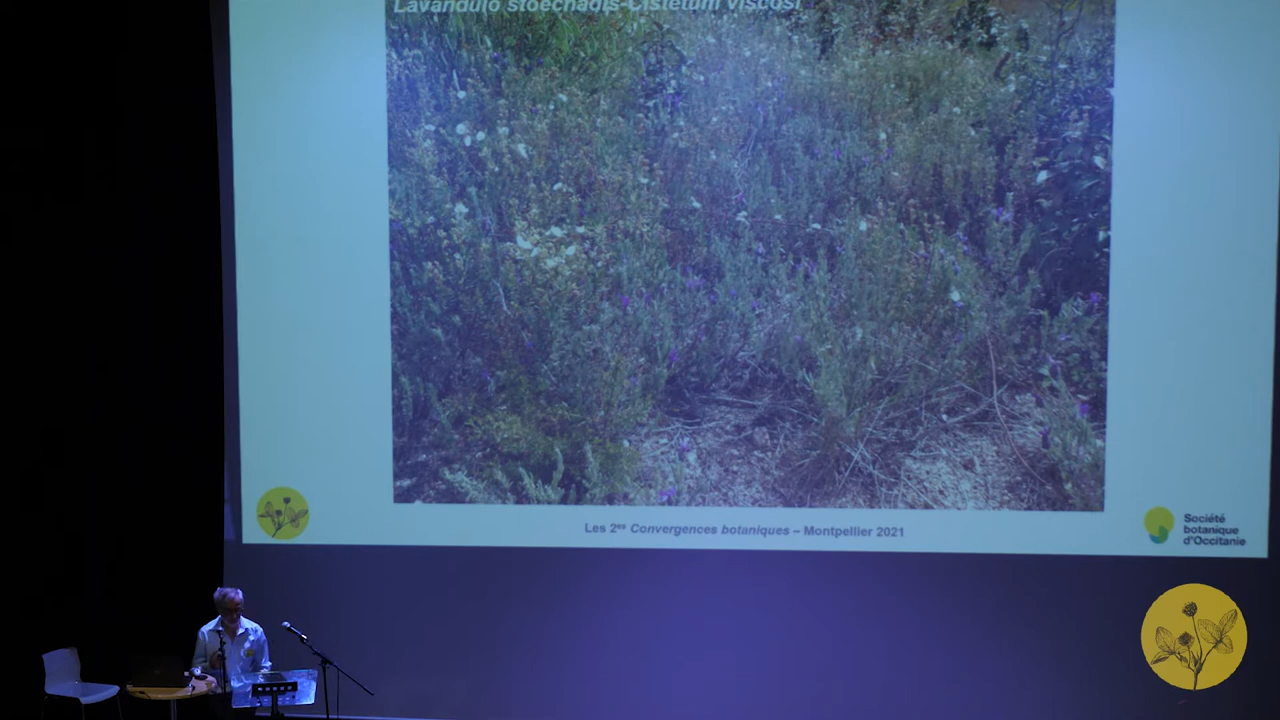 Lavandulo stoechadis-Cistetum viscosi
Les 2es Convergences botaniques – Montpellier 2021
Société
botanique
d'Occitanie